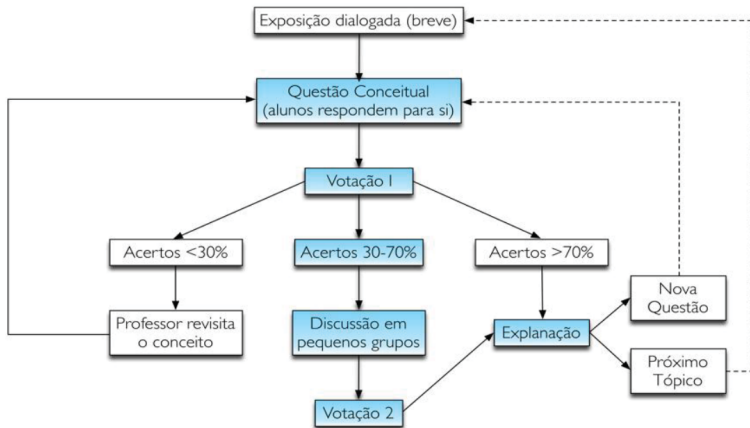 Exposição dialogada (breve)
Questão Conceitual
(alunos respondem para si)
Votação 1
Acertos <30%
Acertos 30-70%
Acertos >70%
Professor revisita
o conceito
Discussão em
pequenos grupos
Explanação
Nova
Questão
Próximo
Tópico
Votação 2